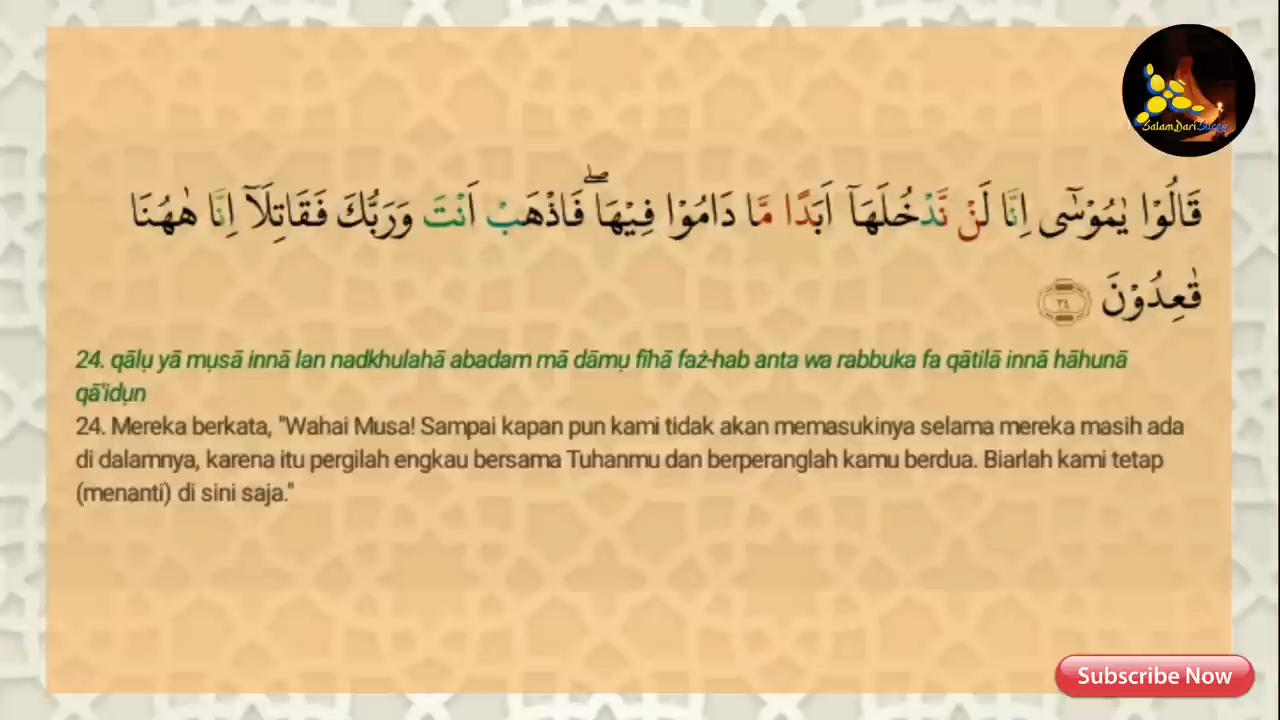 SalamDariSurga
قَالُوْا يٰمُوْسٰٓى اِنَّا لَنْ نَّدْخُلَهَآ اَبَدًا مَّا دَامُوْا فِيْهَاۖ فَاذْهَبْ اَنْتَ وَرَبُّكَ فَقَاتِلَآ اِنَّا هٰهُنَا
قٰعِدُوْنَ ٢٤
24. qālụ yā mụsā innā lan nadkhulahā abadam mā dāmụ fīhā faż-hab anta wa rabbuka fa qātilā innā hāhunā
qā'idụn
24. Mereka berkata, "Wahai Musa! Sampai kapan pun kami tidak akan memasukinya selama mereka masih ada
di dalamnya, karena itu pergilah engkau bersama Tuhanmu dan berperanglah kamu berdua. Biarlah kami tetap
(menanti) di sini saja."
Subscribe Now